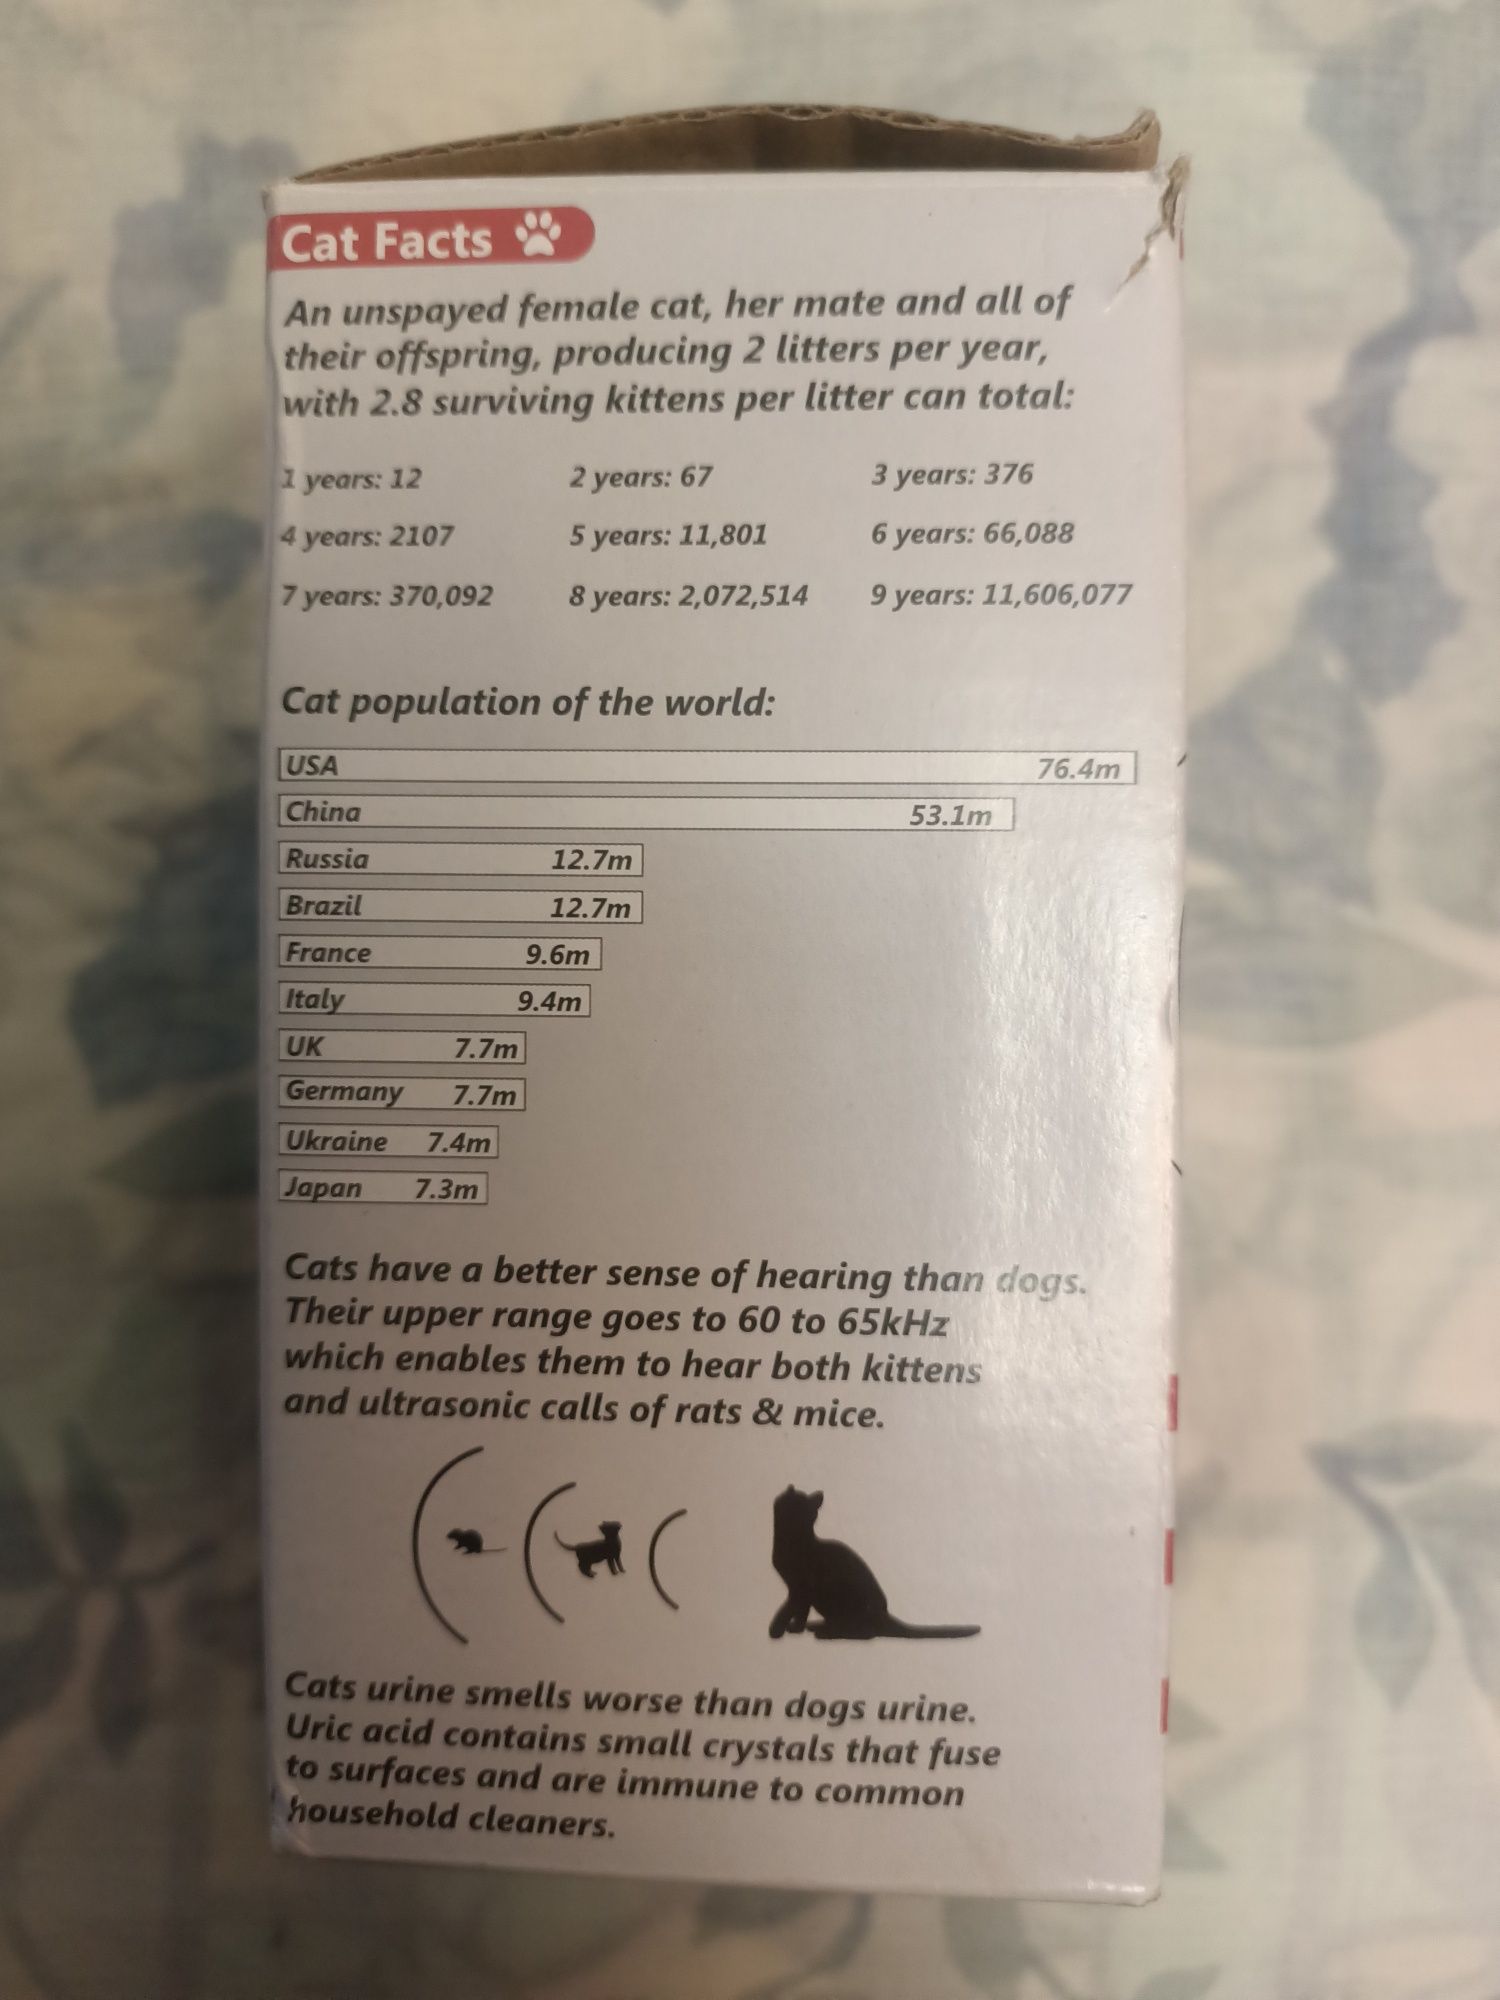 Cat Facts
An unspayed female cat, her mate and all of
their offspring, producing 2 litters per year,
with 2.8 surviving kittens per litter can total:
1 years: 12 2 years: 67 3 years: 376
4 years: 2107 5 years: 11,801 6 years: 66,088
7 years: 370,092 8 years: 2,072,514 9 years: 11,606,077
Cat population of the world:
USA 76.4m
China 53.1m
Russia 12.7m
Brazil 12.7m
France 9.6m
Italy 9.4m
UK 7.7m
Germany 7.7m
Ukraine 7.4m
Japan 7.3m
Cats have a better sense of hearing than dogs.
Their upper range goes to 60 to 65kHz
which enables them to hear both kittens
and ultrasonic calls of rats & mice.
Cats urine smells worse than dogs urine.
Uric acid contains small crystals that fuse
to surfaces and are immune to common
household cleaners.